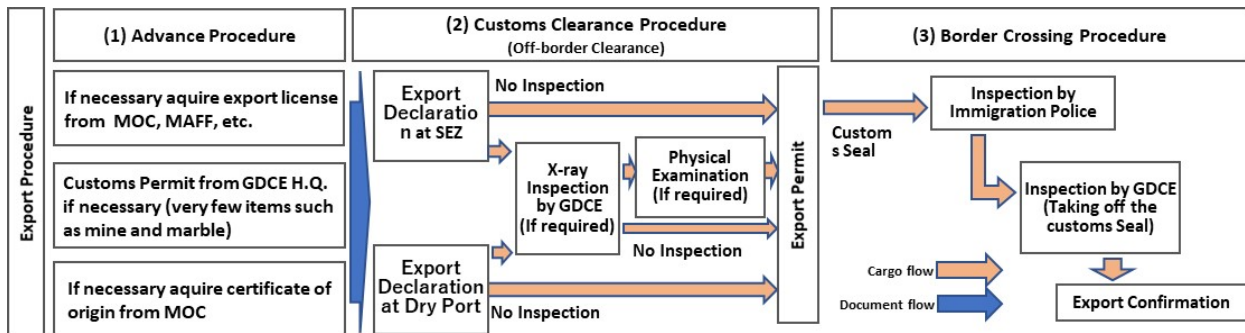 Export Procedure
(1) Advance Procedure
If necessary aquire export license
from MOC, MAFF, etc.
Customs Permit from GDCE H.Q.
if necessary (very few items such
as mine and marble)
If necessary aquire certificate of
origin from MOC
(2) Customs Clearance Procedure
(Off-border Clearance)
Export
Declaratio
n at SEZ
No Inspection
X-ray
Inspection
by GDCE
(If required)
Physical
Examination
(If required)
No Inspection
Export
Declaration
at Dry Port
No Inspection
Export Permit
(3) Border Crossing Procedure
Custom
s Seal
Inspection by
Immigration Police
Inspection by GDCE
(Taking off the
customs Seal)
Cargo flow
Document flow
Export Confirmation